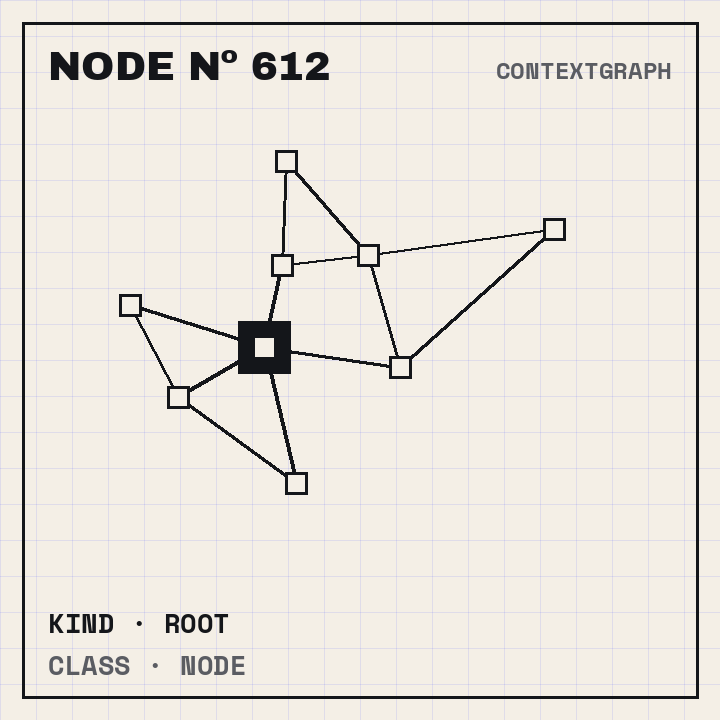 NODE Nº 612
CONTEXTGRAPH
KIND · ROOT
CLASS · NODE